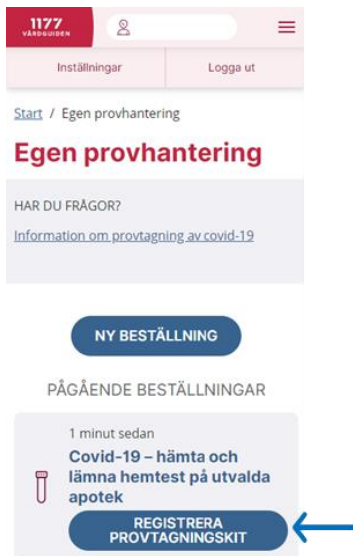 1177
VÅRDGUIDEN
Inställningar Logga ut
Start / Egen provhantering
Egen provhantering
HAR DU FRÅGOR?
Information om provtagning av covid-19
NY BESTÄLLNING
PÅGÅENDE BESTÄLLNINGAR
1 minut sedan
Covid-19 – hämta och
lämna hemtest på utvalda
apotek
REGISTRERA
PROVTAGNINGSKIT